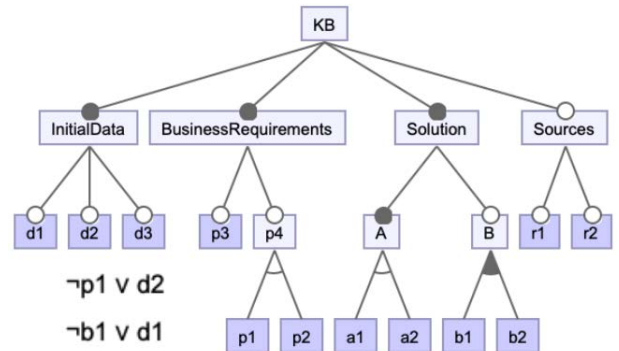 KB
InitialData BusinessRequirements Solution Sources
d1 d2 d3 p3 p4 A B r1 r2
¬p1 v d2
¬b1 v d1
p1 p2 a1 a2 b1 b2